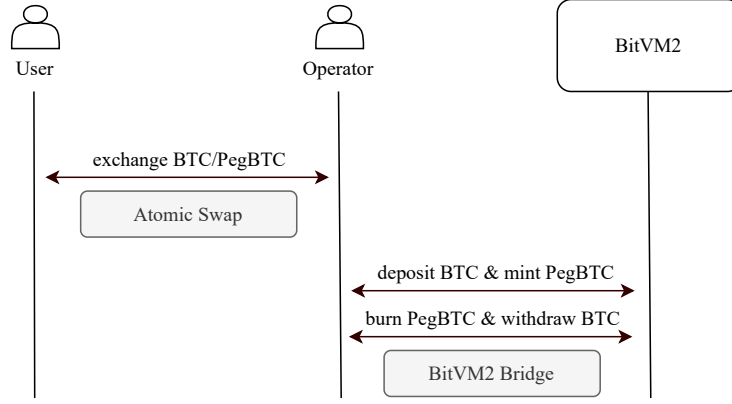 User
Operator
BitVM2
exchange BTC/PegBTC
Atomic Swap
deposit BTC & mint PegBTC
burn PegBTC & withdraw BTC
BitVM2 Bridge